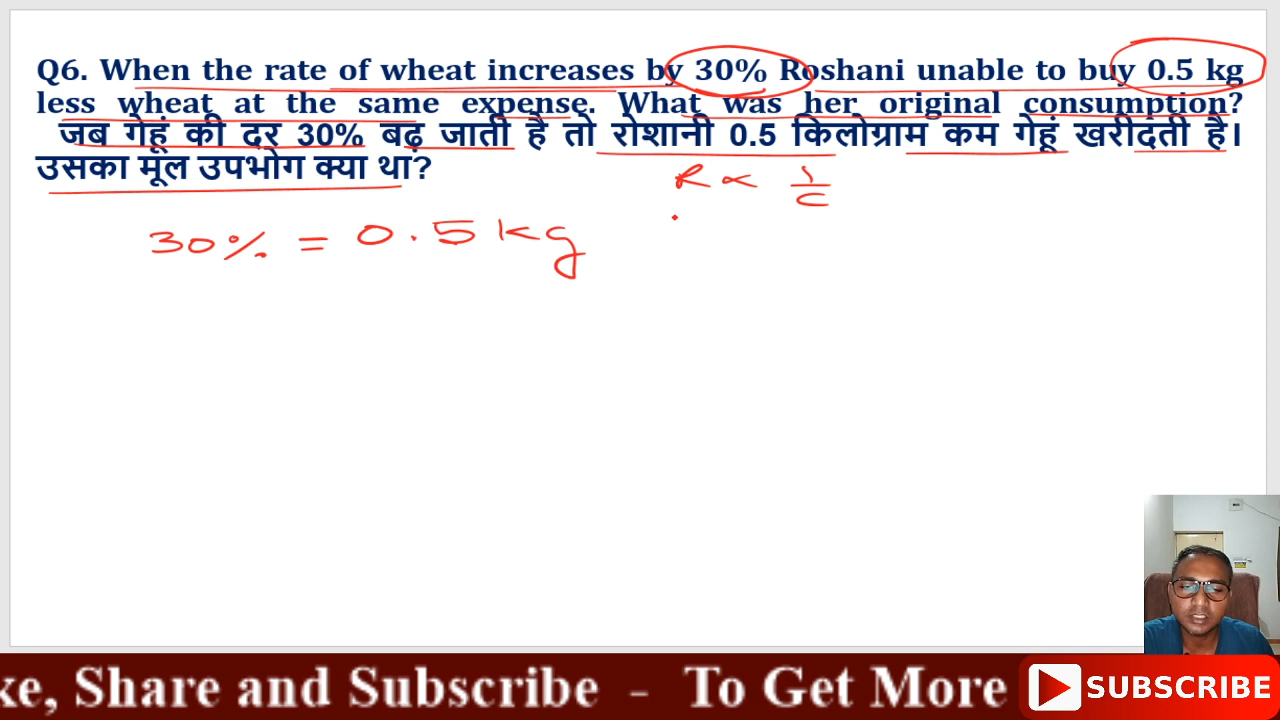 Q6. When the rate of wheat increases by 30% Roshani unable to buy 0.5 kg
less wheat at the same expense. What was her original consumption?
जब गेहूं की दर 30% बढ़ जाती है तो रोशानी 0.5 किलोग्राम कम गेहूं खरीदती है।
उसका मूल उपभोग क्या था?
R ∝ 1/C
30% = 0.5 kg
ke, Share and Subscribe - To Get More
SUBSCRIBE